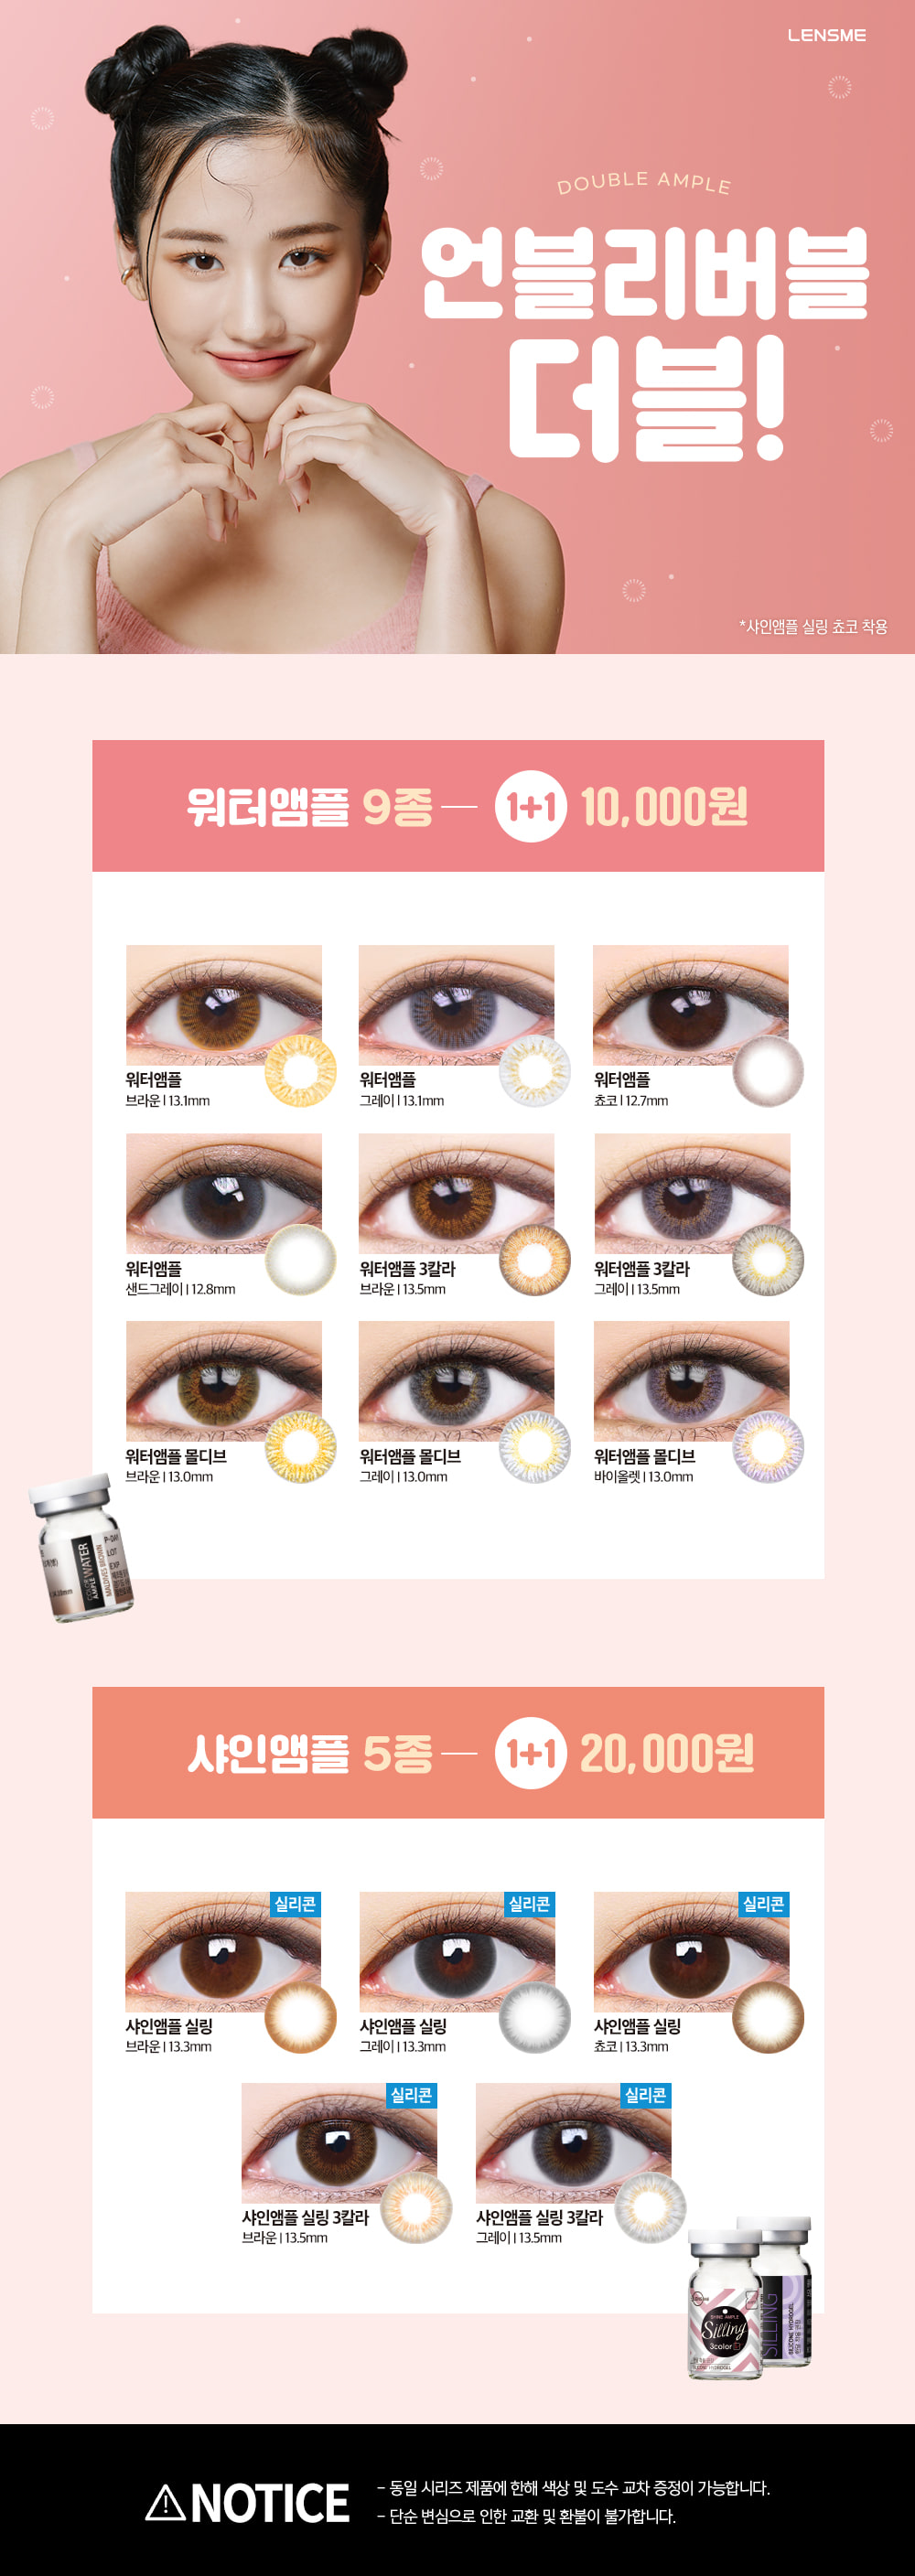 LENSME
DOUBLE AMPLE
언블리버블
더블!
*샤인앰플 실링 쵸코 착용
워터앰플 9종 — 1+1 10,000원
워터앰플
브라운 | 13.1mm
워터앰플
그레이 | 13.1mm
워터앰플
쵸코 | 12.7mm
워터앰플
샌드그레이 | 12.8mm
워터앰플 3칼라
브라운 | 13.5mm
워터앰플 3칼라
그레이 | 13.5mm
워터앰플 몰디브
브라운 | 13.0mm
워터앰플 몰디브
그레이 | 13.0mm
워터앰플 몰디브
바이올렛 | 13.0mm
COLOR WATER
AMPLE
MALDIVES BROWN
P-DAY
LOT
EXP
샤인앰플 5종 — 1+1 20,000원
실리콘
샤인앰플 실링
브라운 | 13.3mm
실리콘
샤인앰플 실링
그레이 | 13.3mm
실리콘
샤인앰플 실링
쵸코 | 13.3mm
실리콘
샤인앰플 실링 3칼라
브라운 | 13.5mm
실리콘
샤인앰플 실링 3칼라
그레이 | 13.5mm
SHINE AMPLE
Silling
3color
SILICONE HYDROGEL
SILLING
SILICONE HYDROGEL
NOTICE
- 동일 시리즈 제품에 한해 색상 및 도수 교차 증정이 가능합니다.
- 단순 변심으로 인한 교환 및 환불이 불가합니다.